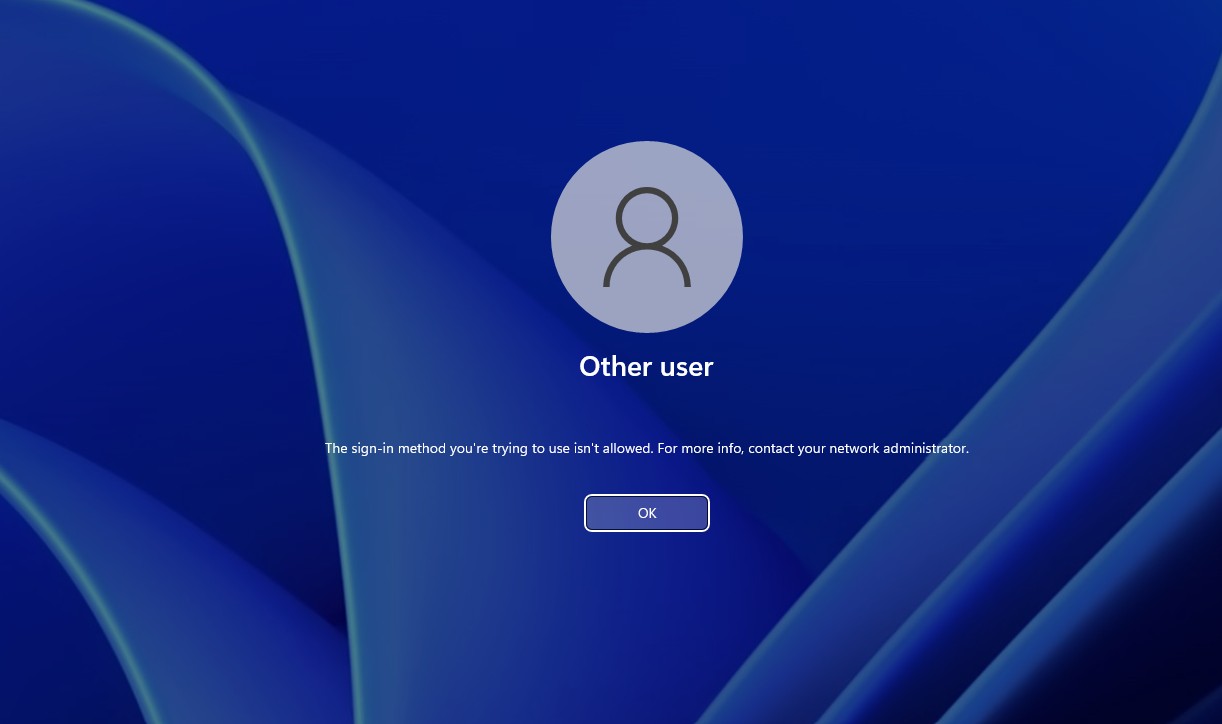 Other user
The sign-in method you're trying to use isn't allowed. For more info, contact your network administrator.
OK